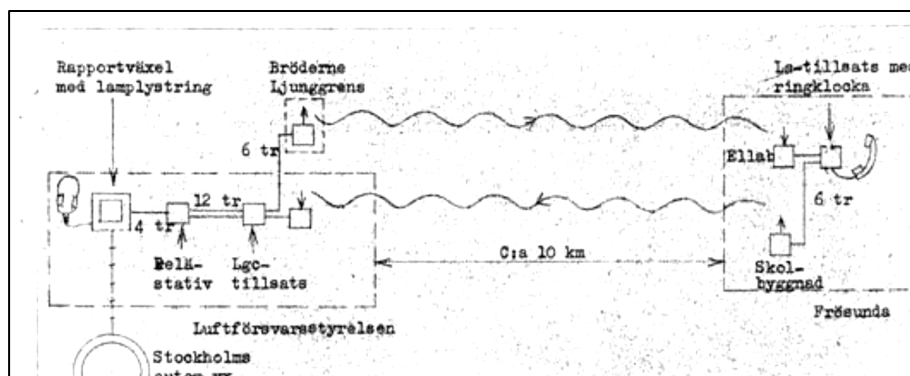 Rapportväxel
med lamplystring
Bröderne
Ljunggrens
Ls-tillsats med
ringklocka
6 tr
Ellab
12 tr
4 tr
6 tr
Relä-
stativ
Lgc-
tillsats
C:a 10 km
Skol-
byggnad
Frösunda
Luftförsvarsstyrelsen
Stockholms